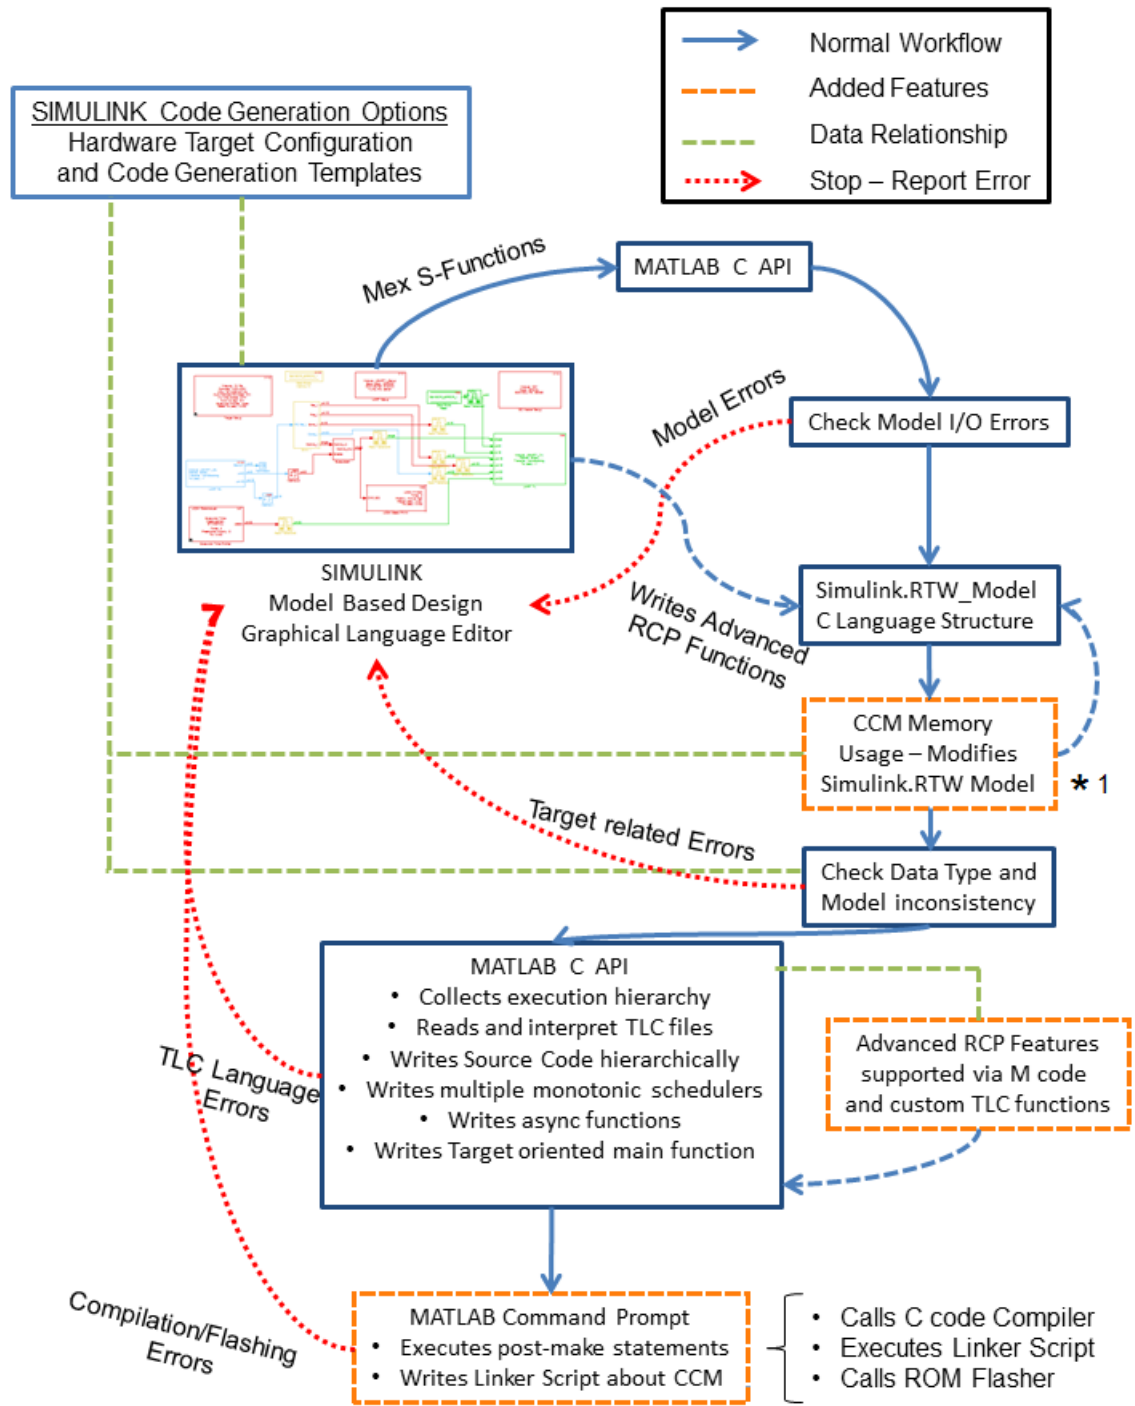 Normal Workflow
Added Features
Data Relationship
Stop – Report Error
SIMULINK Code Generation Options
Hardware Target Configuration
and Code Generation Templates
Mex S-Functions
MATLAB C API
Model Errors
Check Model I/O Errors
SIMULINK
Model Based Design
Graphical Language Editor
Writes Advanced
RCP Functions
Simulink.RTW_Model
C Language Structure
CCM Memory
Usage – Modifies
Simulink.RTW Model
* 1
Target related Errors
Check Data Type and
Model inconsistency
MATLAB C API
• Collects execution hierarchy
• Reads and interpret TLC files
• Writes Source Code hierarchically
• Writes multiple monotonic schedulers
• Writes async functions
• Writes Target oriented main function
Advanced RCP Features
supported via M code
and custom TLC functions
TLC Language
Errors
Compilation/Flashing
Errors
MATLAB Command Prompt
• Executes post-make statements
• Writes Linker Script about CCM
• Calls C code Compiler
• Executes Linker Script
• Calls ROM Flasher